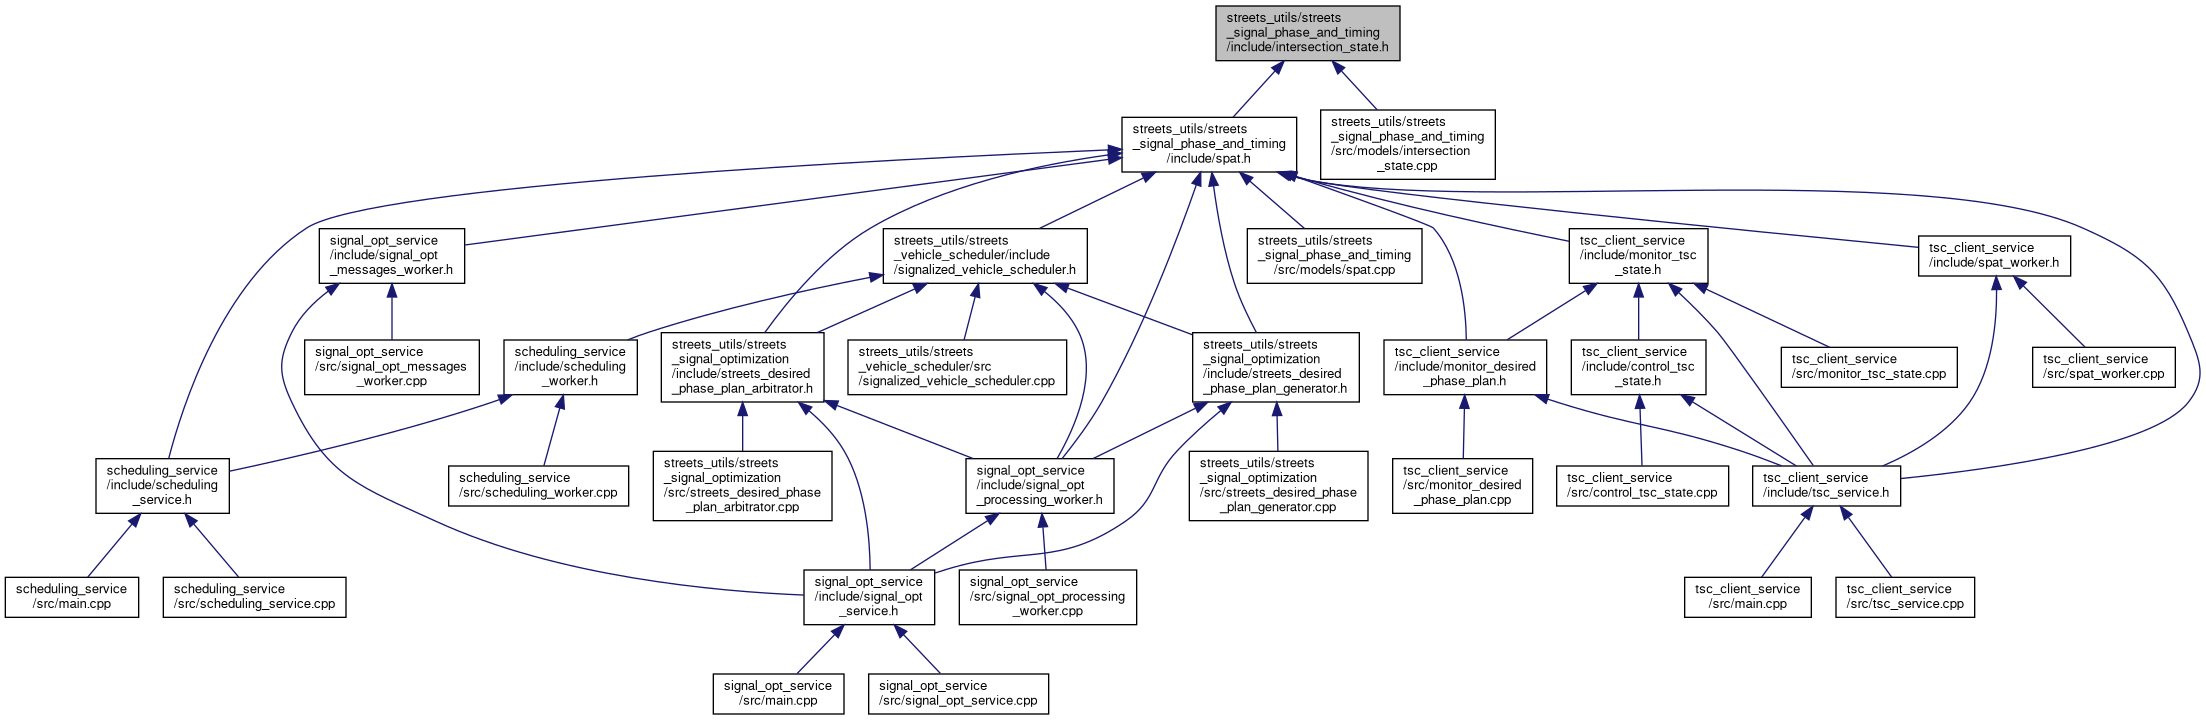 streets_utils/streets
_signal_phase_and_timing
/include/intersection_state.h
streets_utils/streets
_signal_phase_and_timing
/include/spat.h
streets_utils/streets
_signal_phase_and_timing
/src/models/intersection
_state.cpp
signal_opt_service
/include/signal_opt
_messages_worker.h
streets_utils/streets
_vehicle_scheduler/include
/signalized_vehicle_scheduler.h
streets_utils/streets
_signal_phase_and_timing
/src/models/spat.cpp
tsc_client_service
/include/monitor_tsc
_state.h
tsc_client_service
/include/spat_worker.h
signal_opt_service
/src/signal_opt_messages
_worker.cpp
scheduling_service
/include/scheduling
_worker.h
streets_utils/streets
_signal_optimization
/include/streets_desired
_phase_plan_arbitrator.h
streets_utils/streets
_vehicle_scheduler/src
/signalized_vehicle_scheduler.cpp
streets_utils/streets
_signal_optimization
/include/streets_desired
_phase_plan_generator.h
tsc_client_service
/include/monitor_desired
_phase_plan.h
tsc_client_service
/include/control_tsc
_state.h
tsc_client_service
/src/monitor_tsc_state.cpp
tsc_client_service
/src/spat_worker.cpp
scheduling_service
/include/scheduling
_service.h
scheduling_service
/src/scheduling_worker.cpp
streets_utils/streets
_signal_optimization
/src/streets_desired_phase
_plan_arbitrator.cpp
signal_opt_service
/include/signal_opt
_processing_worker.h
streets_utils/streets
_signal_optimization
/src/streets_desired_phase
_plan_generator.cpp
tsc_client_service
/src/monitor_desired
_phase_plan.cpp
tsc_client_service
/src/control_tsc_state.cpp
tsc_client_service
/include/tsc_service.h
scheduling_service
/src/main.cpp
scheduling_service
/src/scheduling_service.cpp
signal_opt_service
/include/signal_opt
_service.h
signal_opt_service
/src/signal_opt_processing
_worker.cpp
tsc_client_service
/src/main.cpp
tsc_client_service
/src/tsc_service.cpp
signal_opt_service
/src/main.cpp
signal_opt_service
/src/signal_opt_service.cpp